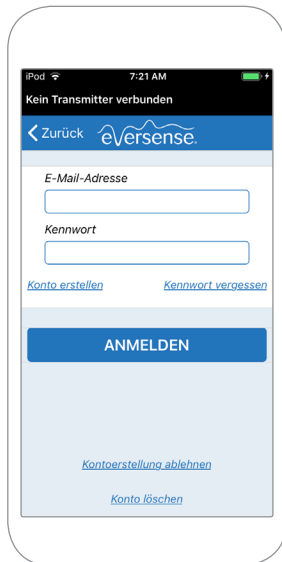 iPod 7:21 AM
Kein Transmitter verbunden
Zurück eversense.
E-Mail-Adresse
Kennwort
Konto erstellen Kennwort vergessen
ANMELDEN
Kontoerstellung ablehnen
Konto löschen